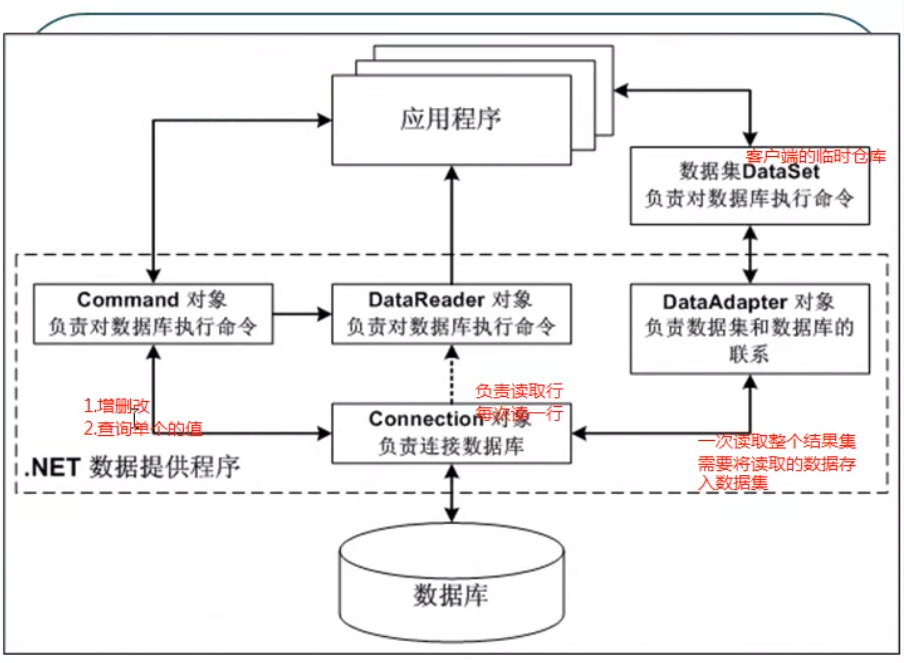 应用程序
客户端的临时仓库
数据集DataSet
负责对数据库执行命令
Command 对象
负责对数据库执行命令
DataReader 对象
负责对数据库执行命令
DataAdapter 对象
负责数据集和数据库的
联系
1.增删改
2.查询单个的值
负责读取行
每次读一行
Connection 对象
负责连接数据库
一次读取整个结果集
需要将读取的数据存
入数据集
.NET 数据提供程序
数据库